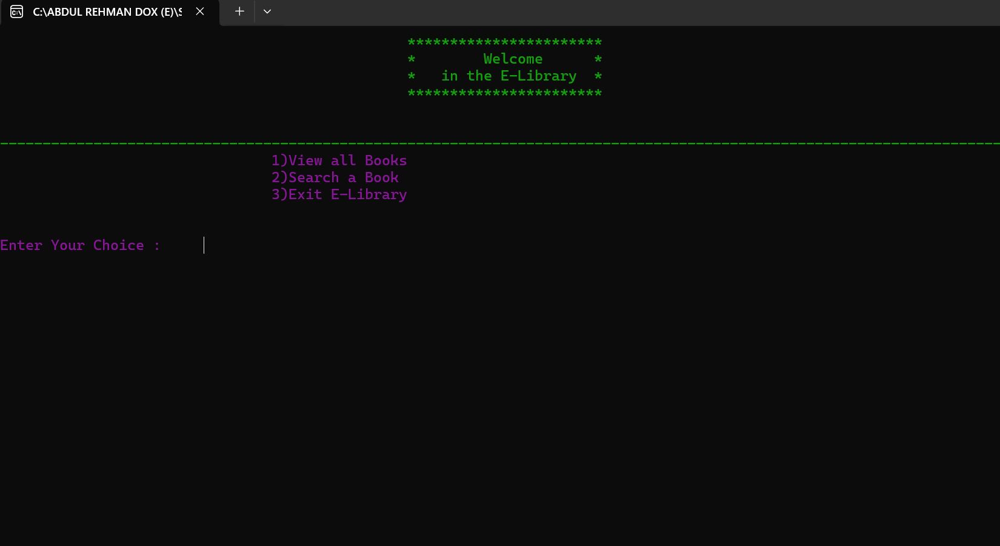 C:\ABDUL REHMAN DOX (E)\S
***********************
* Welcome *
* in the E-Library *
***********************
----------------------------------------------------------------------------------------------------------------------
1)View all Books
2)Search a Book
3)Exit E-Library
Enter Your Choice :